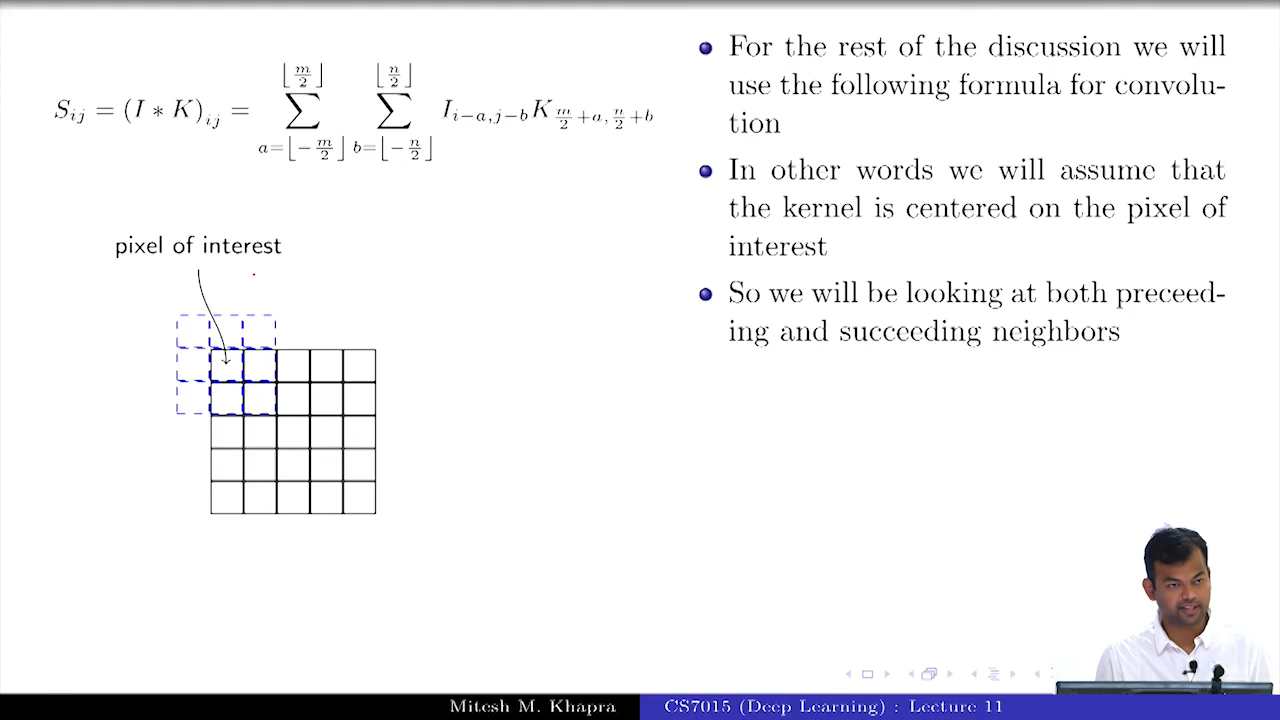 S_{ij} = (I * K)_{ij} = \sum_{a=\lfloor -\frac{m}{2} \rfloor}^{\lfloor \frac{m}{2} \rfloor} \sum_{b=\lfloor -\frac{n}{2} \rfloor}^{\lfloor \frac{n}{2} \rfloor} I_{i-a,j-b} K_{\frac{m}{2}+a,\frac{n}{2}+b}
pixel of interest
For the rest of the discussion we will
use the following formula for convolu-
tion
In other words we will assume that
the kernel is centered on the pixel of
interest
So we will be looking at both preceed-
ing and succeeding neighbors
Mitesh M. Khapra
CS7015 (Deep Learning) : Lecture 11